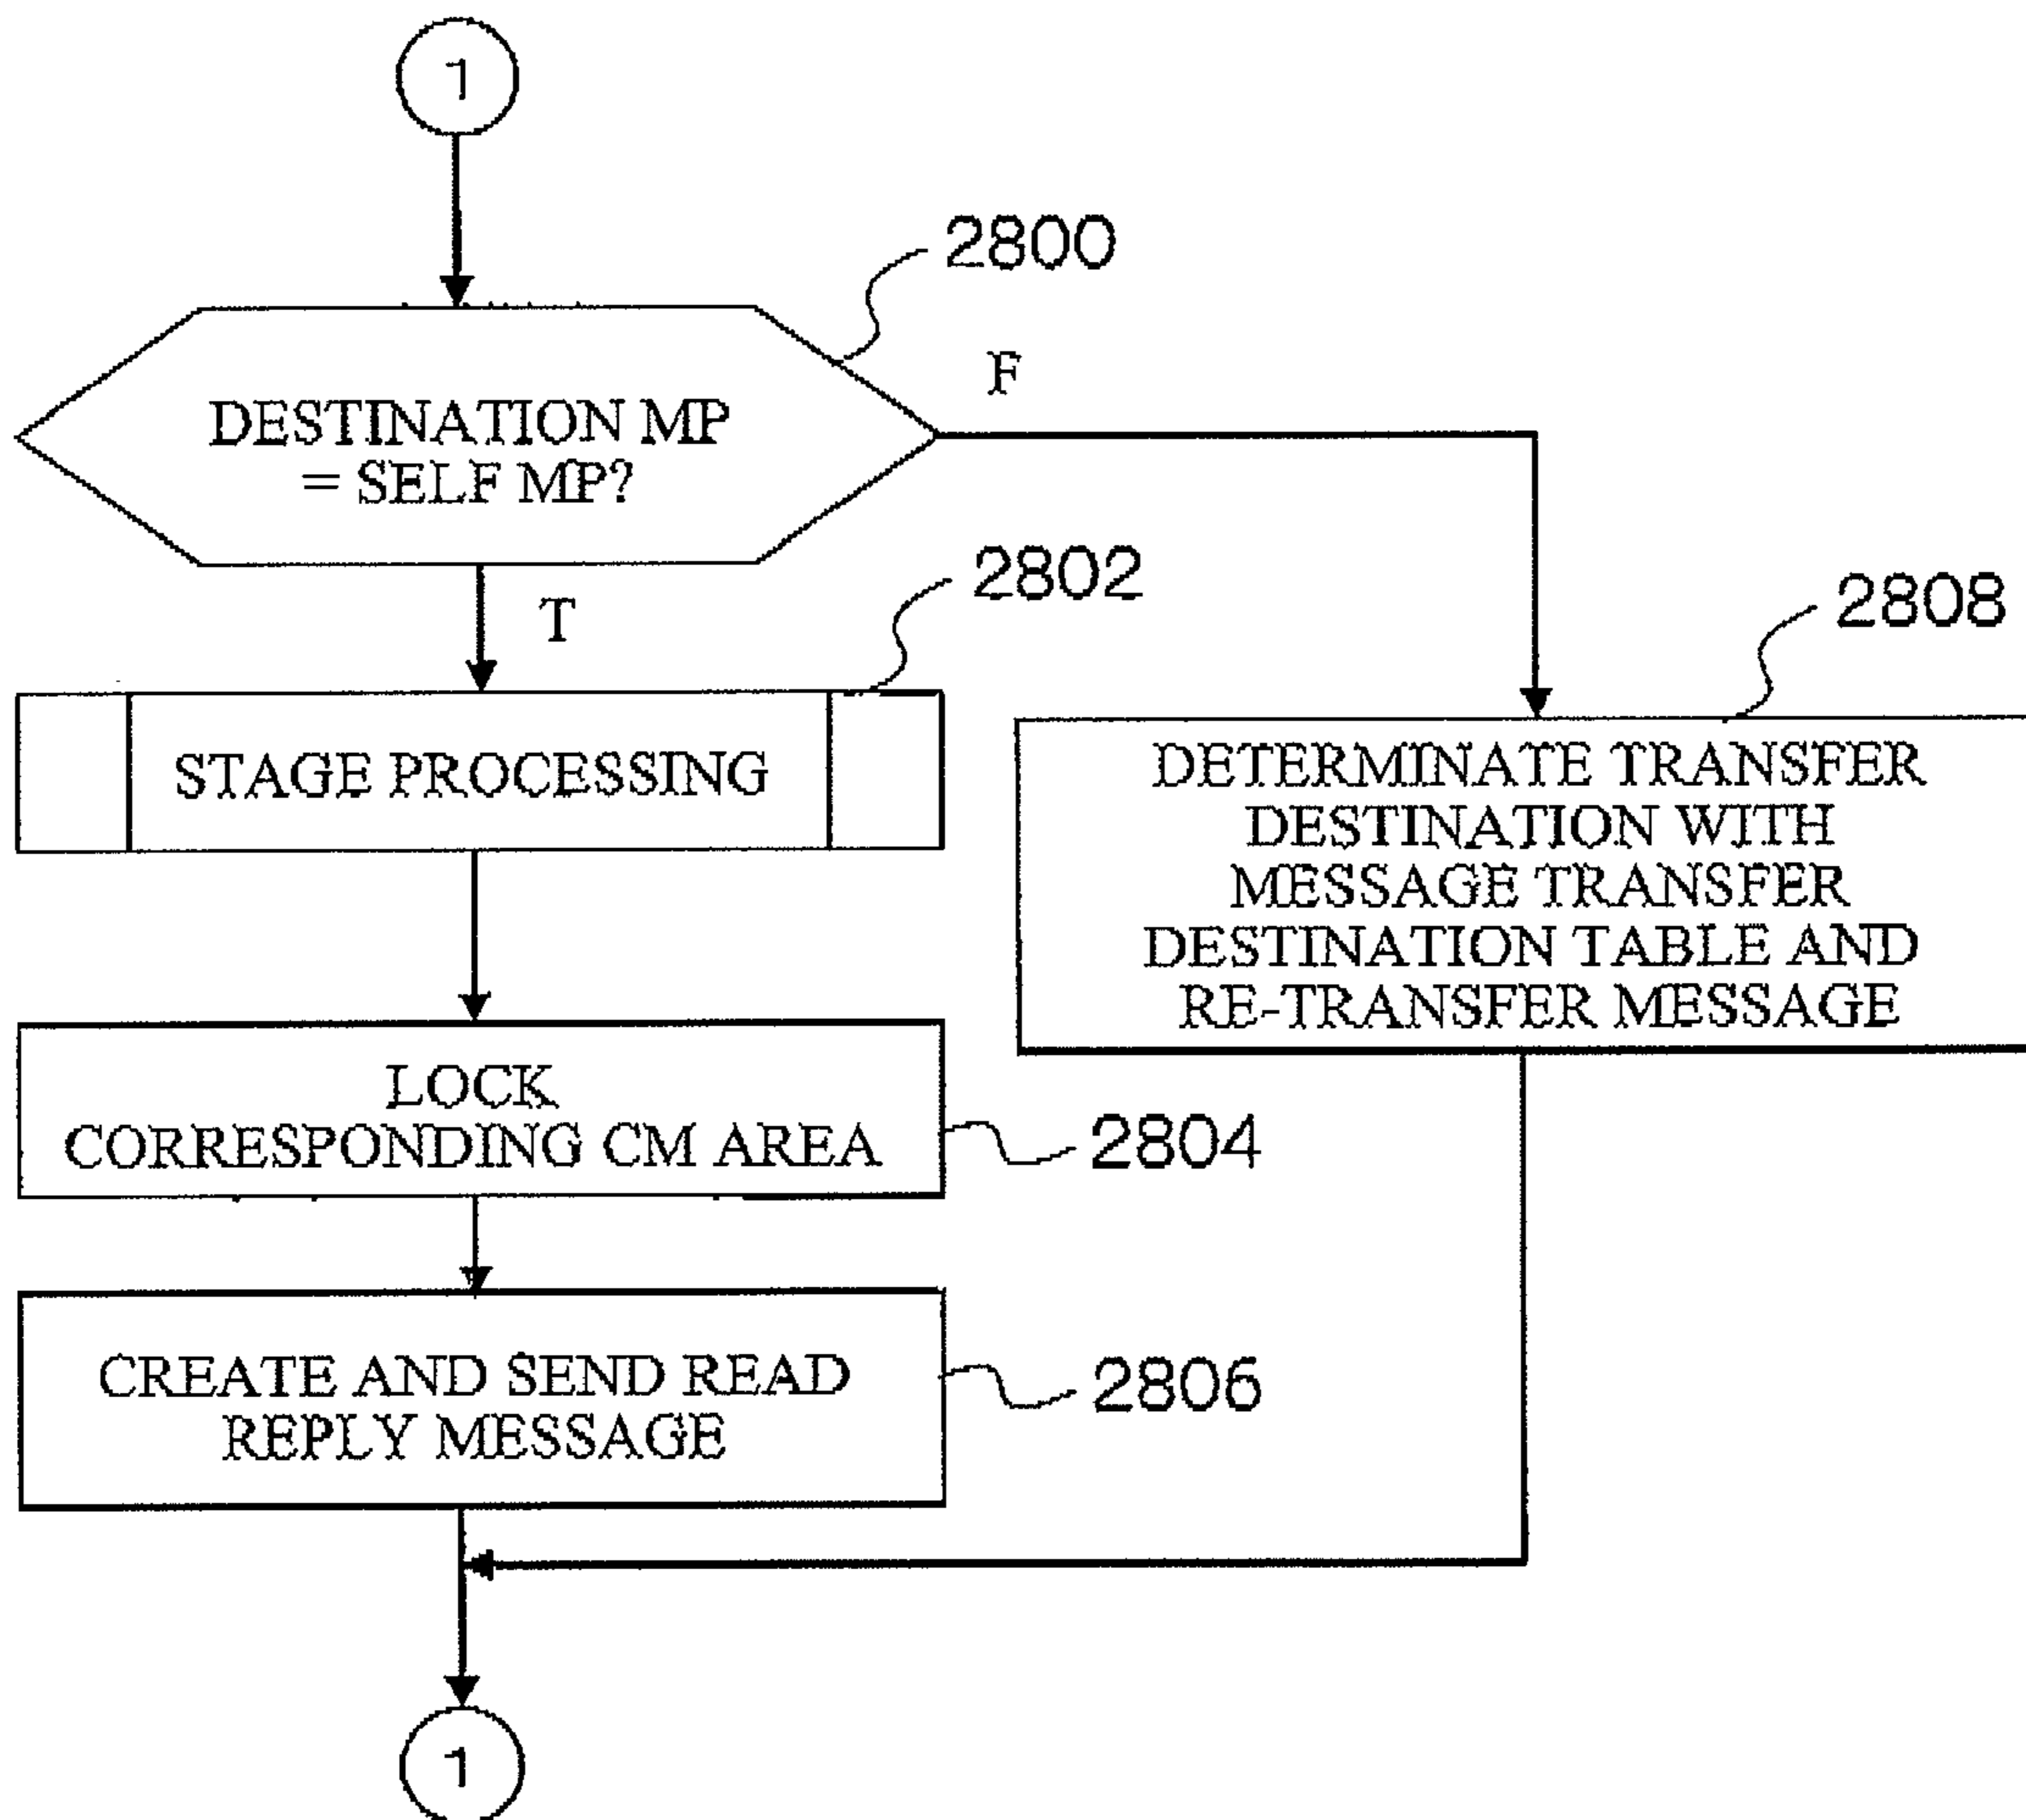 1
2800
F
DESTINATION MP
= SELF MP?
T
2802
2808
STAGE PROCESSING
DETERMINATE TRANSFER
DESTINATION WITH
MESSAGE TRANSFER
DESTINATION TABLE AND
RE-TRANSFER MESSAGE
LOCK
CORRESPONDING CM AREA
2804
CREATE AND SEND READ
REPLY MESSAGE
2806
1